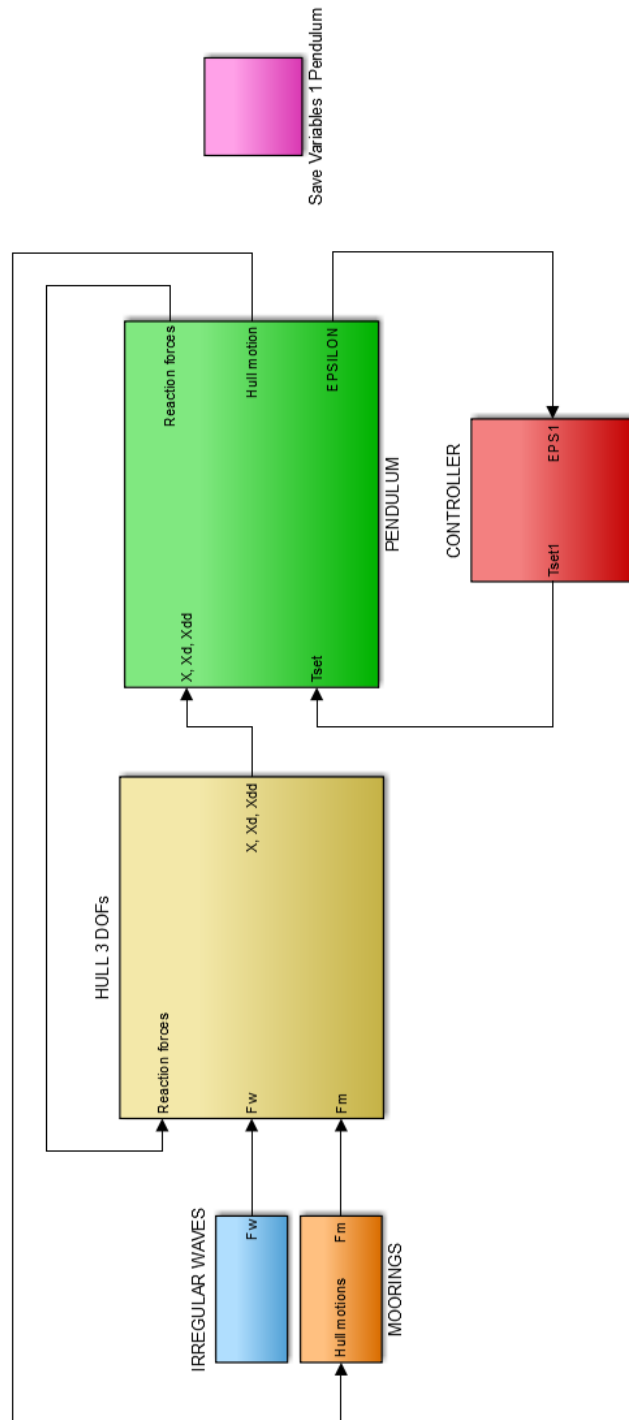 IRREGULAR WAVES
Fw
Hull motions
Fm
MOORINGS
HULL 3 DOFs
Reaction forces
Fw
Fm
X, Xd, Xdd
X, Xd, Xdd
Tset
Reaction forces
Hull motion
EPSILON
PENDULUM
CONTROLLER
Tset1
EPS1
Save Variables 1 Pendulum